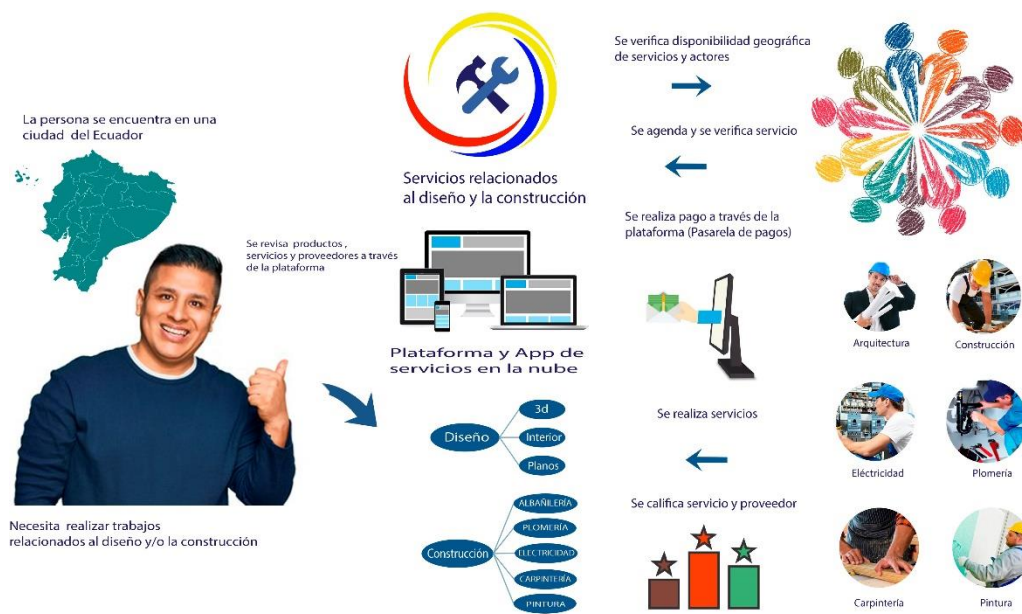 La persona se encuentra en una
ciudad del Ecuador
Necesita realizar trabajos
relacionados al diseño y/o la construcción
Se revisa productos ,
servicios y proveedores a través
de la plataforma
Servicios relacionados
al diseño y la construcción
Plataforma y App de
servicios en la nube
Diseño
3d
Interior
Planos
Construcción
ALBAÑILERÍA
PLOMERÍA
ELECTRICIDAD
CARPINTERÍA
PINTURA
Se verifica disponibilidad geográfica
de servicios y actores
Se agenda y se verifica servicio
Se realiza pago a través de la
plataforma (Pasarela de pagos)
Se realiza servicios
Se califica servicio y proveedor
Arquitectura
Construcción
Eléctricidad
Plomería
Carpintería
Pintura